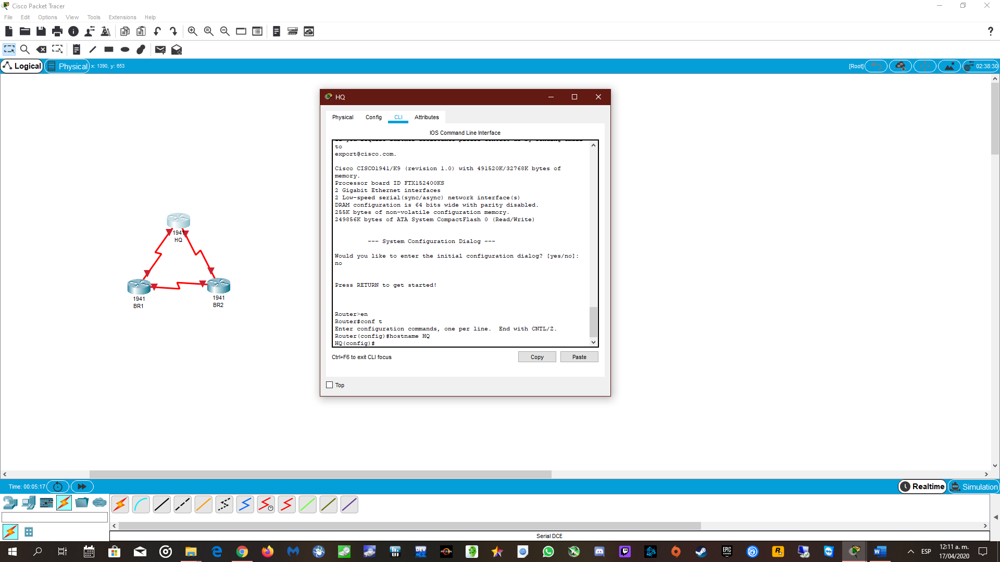 Cisco Packet Tracer
File Edit Options View Tools Extensions Help
Logical Physical x: 1390, y: 853
[Root] 02:38:30
HQ
Physical Config CLI Attributes
IOS Command Line Interface
to
export@cisco.com.
Cisco CISCO1941/K9 (revision 1.0) with 491520K/32768K bytes of
memory.
Processor board ID FTX152400KS
2 Gigabit Ethernet interfaces
2 Low-speed serial(sync/async) network interface(s)
DRAM configuration is 64 bits wide with parity disabled.
255K bytes of non-volatile configuration memory.
249856K bytes of ATA System CompactFlash 0 (Read/Write)
--- System Configuration Dialog ---
Would you like to enter the initial configuration dialog? [yes/no]:
no
Press RETURN to get started!
Router>en
Router#conf t
Enter configuration commands, one per line.  End with CNTL/Z.
Router(config)#hostname HQ
HQ(config)#
Ctrl+F6 to exit CLI focus
Copy Paste
Top
1941
HQ
1941
BR1
1941
BR2
Time: 00:05:17
Realtime Simulation
Serial DCE
DEV
RYZEN
EPIC
GAMES
ESP
12:11 a. m.
17/04/2020